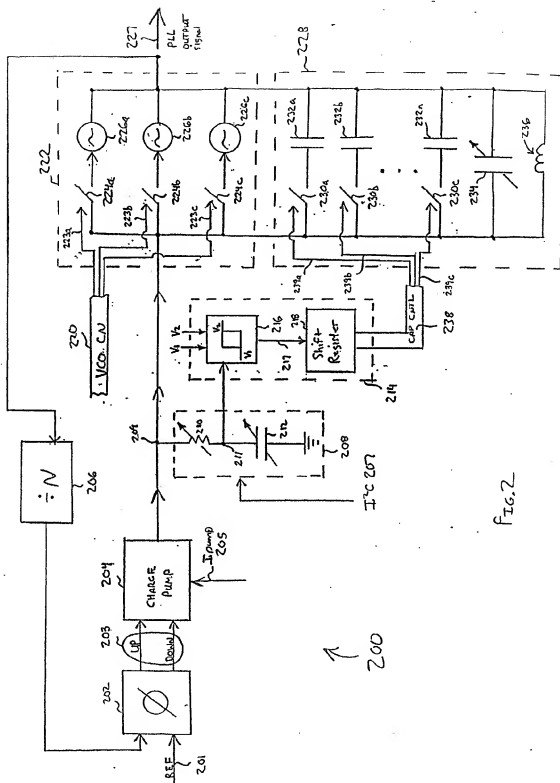 REF
201
202
Ø
203
UP
DOWN
204
CHARGE
PUMP
Ipump
205
206
÷N
209
210
211
212
208
I²C 207
V1 V2
V2
V1
216
217
218
Shift
Register
214
220
VCO CN
222
223a
223b
223c
224a
224b
224c
226a
226b
226c
227
PLL
OUTPUT
Signal
228
230a
230b
230c
232a
232b
232n
234
236
CAP CNTL
238
239a
239b
239c
200
FIG. 2